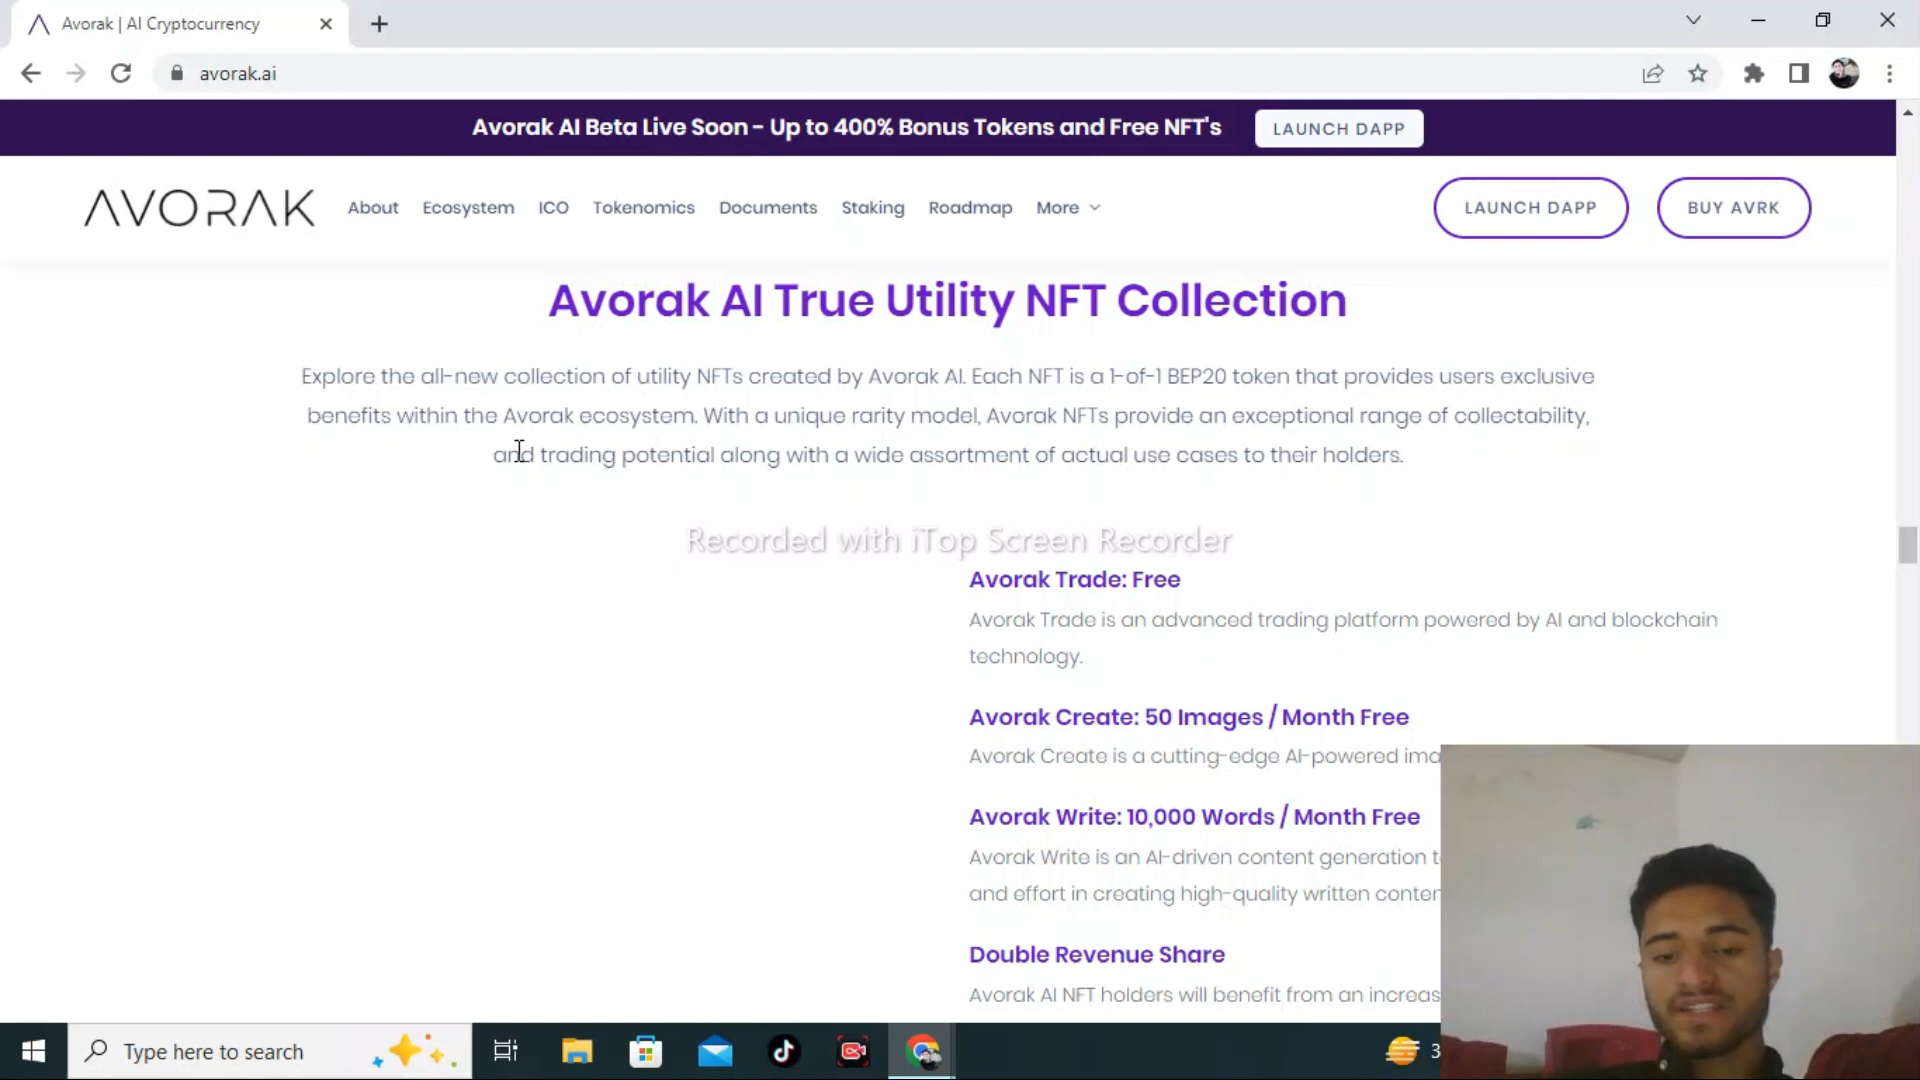 Avorak | AI Cryptocurrency
avorak.ai
Avorak AI Beta Live Soon - Up to 400% Bonus Tokens and Free NFT's LAUNCH DAPP
AVORAK About Ecosystem ICO Tokenomics Documents Staking Roadmap More LAUNCH DAPP BUY AVRK
Avorak AI True Utility NFT Collection
Explore the all-new collection of utility NFTs created by Avorak AI. Each NFT is a 1-of-1 BEP20 token that provides users exclusive
benefits within the Avorak ecosystem. With a unique rarity model, Avorak NFTs provide an exceptional range of collectability,
and trading potential along with a wide assortment of actual use cases to their holders.
Recorded with iTop Screen Recorder
Avorak Trade: Free
Avorak Trade is an advanced trading platform powered by AI and blockchain
technology.
Avorak Create: 50 Images / Month Free
Avorak Create is a cutting-edge AI-powered ima
Avorak Write: 10,000 Words / Month Free
Avorak Write is an AI-driven content generation t
and effort in creating high-quality written conten
Double Revenue Share
Avorak AI NFT holders will benefit from an increas
Type here to search
3